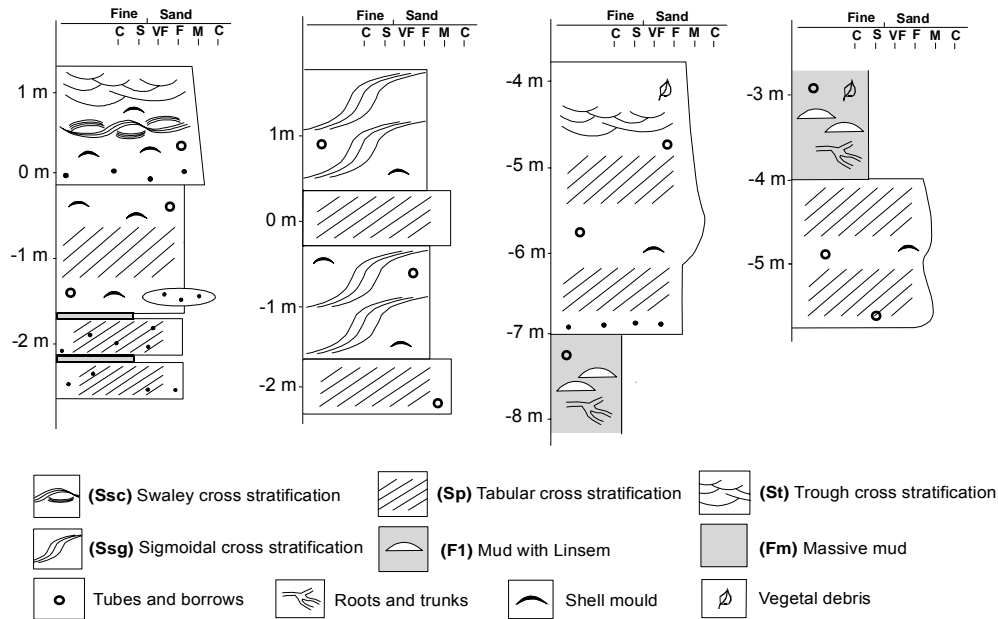 Fine Sand
C S VF F M C
1 m
0 m
-1 m
-2 m
Fine Sand
C S VF F M C
1m
0 m
-1 m
-2 m
Fine Sand
C S VF F M C
-4 m
-5 m
-6 m
-7 m
-8 m
Fine Sand
C S VF F M C
-3 m
-4 m
-5 m
(Ssc) Swaley cross stratification
(Sp) Tabular cross stratification
(St) Trough cross stratification
(Ssg) Sigmoidal cross stratification
(F1) Mud with Linsem
(Fm) Massive mud
Tubes and borrows
Roots and trunks
Shell mould
Vegetal debris